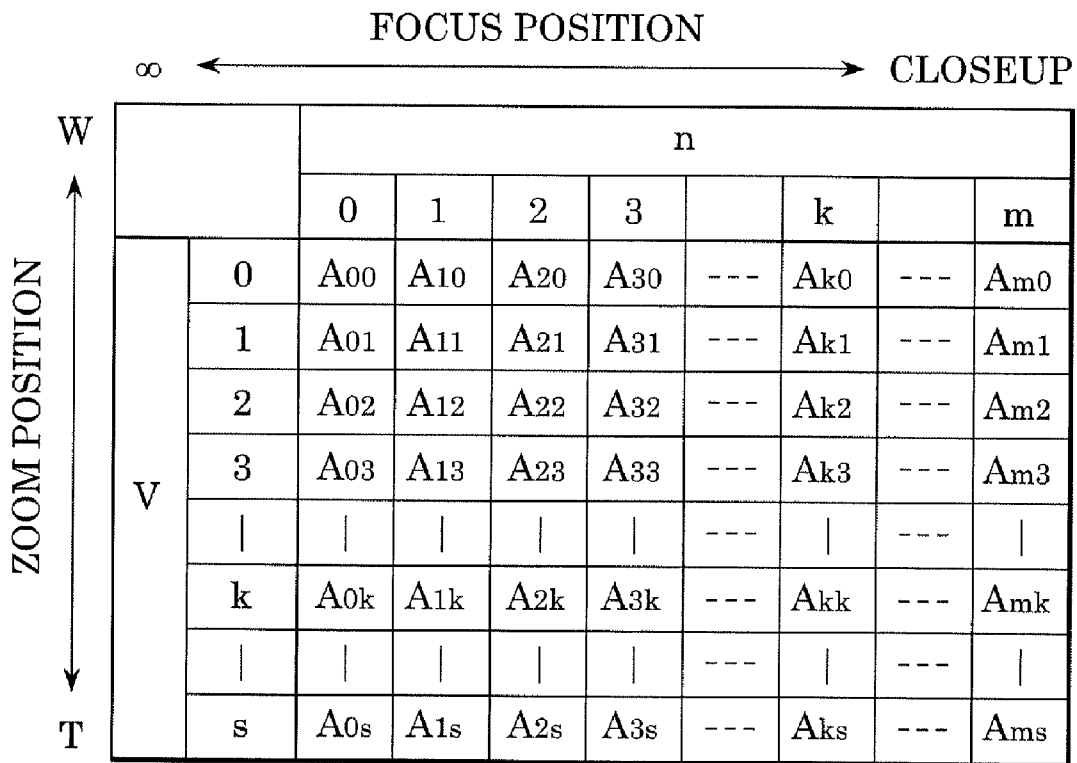 FOCUS POSITION
∞ CLOSEUP
W
ZOOM POSITION
T
n
0 1 2 3 k m
V
0 A00 A10 A20 A30 --- Ak0 --- Am0
1 A01 A11 A21 A31 --- Ak1 --- Am1
2 A02 A12 A22 A32 --- Ak2 --- Am2
3 A03 A13 A23 A33 --- Ak3 --- Am3
| | | | | --- | --- |
k A0k A1k A2k A3k --- Akk --- Amk
| | | | | --- | --- |
s A0s A1s A2s A3s --- Aks --- Ams